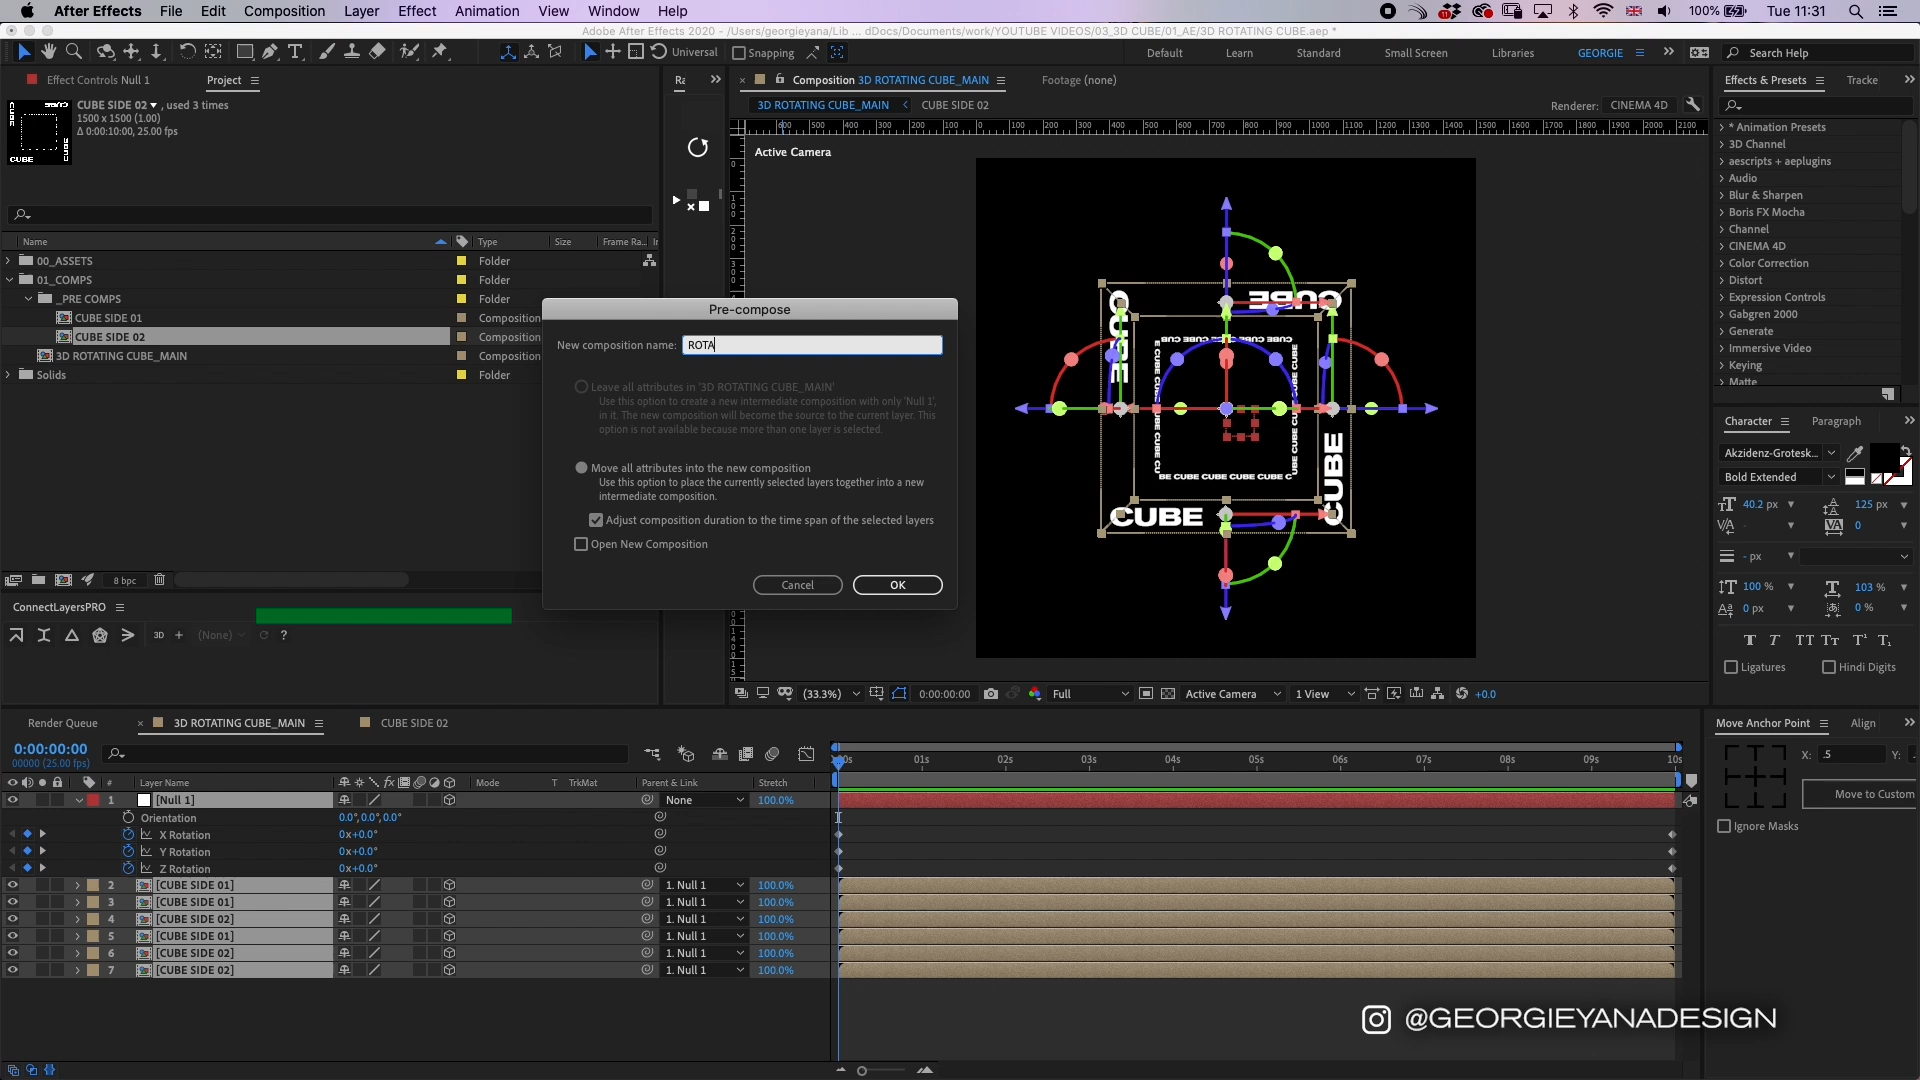 After Effects File Edit Composition Layer Effect Animation View Window Help 100% Tue 11:31
Adobe After Effects 2020 - /Users/georgieyana/Lib ... dDocs/Documents/work/YOUTUBE VIDEOS/03_3D CUBE/01_AE/3D ROTATING CUBE.aep *
Universal Snapping Default Learn Standard Small Screen Libraries GEORGIE Search Help
Effect Controls Null 1 Project
CUBE SIDE 02 , used 3 times
1500 x 1500 (1.00)
Δ 0:00:10:00, 25.00 fps
Name Type Size Frame Ra...
00_ASSETS Folder
01_COMPS Folder
_PRE COMPS Folder
CUBE SIDE 01 Composition
CUBE SIDE 02 Composition
3D ROTATING CUBE_MAIN Composition
Solids Folder
8 bpc
ConnectLayersPRO
3D + (None) ?
Composition 3D ROTATING CUBE_MAIN Footage (none)
3D ROTATING CUBE_MAIN CUBE SIDE 02 Renderer: CINEMA 4D
Active Camera
CUBE
CUBE
CUBE
CUBE
BE CUBE CUBE CUBE CUBE C
Pre-compose
New composition name: ROTA
Leave all attributes in '3D ROTATING CUBE_MAIN'
Use this option to create a new intermediate composition with only 'Null 1',
in it. The new composition will become the source to the current layer. This
option is not available because more than one layer is selected.
Move all attributes into the new composition
Use this option to place the currently selected layers together into a new
intermediate composition.
Adjust composition duration to the time span of the selected layers
Open New Composition
Cancel OK
(33.3%) 0:00:00:00 Full Active Camera 1 View +0.0
Effects & Presets Tracke
* Animation Presets
3D Channel
aescripts + aeplugins
Audio
Blur & Sharpen
Boris FX Mocha
Channel
CINEMA 4D
Color Correction
Distort
Expression Controls
Gabgren 2000
Generate
Immersive Video
Keying
Matte
Character Paragraph
Akzidenz-Grotesk...
Bold Extended
40.2 px 125 px
- 0
- px
100 % 103 %
0 px 0 %
T T TT Tt T¹ T₁
Ligatures Hindi Digits
Render Queue 3D ROTATING CUBE_MAIN CUBE SIDE 02
0:00:00:00
00000 (25.00 fps)
01s 02s 03s 04s 05s 06s 07s 08s 09s 10s
# Layer Name Mode T TrkMat Parent & Link Stretch
1 [Null 1] None 100.0%
Orientation 0.0°,0.0°,0.0°
X Rotation 0x+0.0°
Y Rotation 0x+0.0°
Z Rotation 0x+0.0°
2 [CUBE SIDE 01] 1. Null 1 100.0%
3 [CUBE SIDE 01] 1. Null 1 100.0%
4 [CUBE SIDE 02] 1. Null 1 100.0%
5 [CUBE SIDE 01] 1. Null 1 100.0%
6 [CUBE SIDE 02] 1. Null 1 100.0%
7 [CUBE SIDE 02] 1. Null 1 100.0%
Move Anchor Point Align
X: .5 Y:
Move to Custom
Ignore Masks
@GEORGIEYANADESIGN